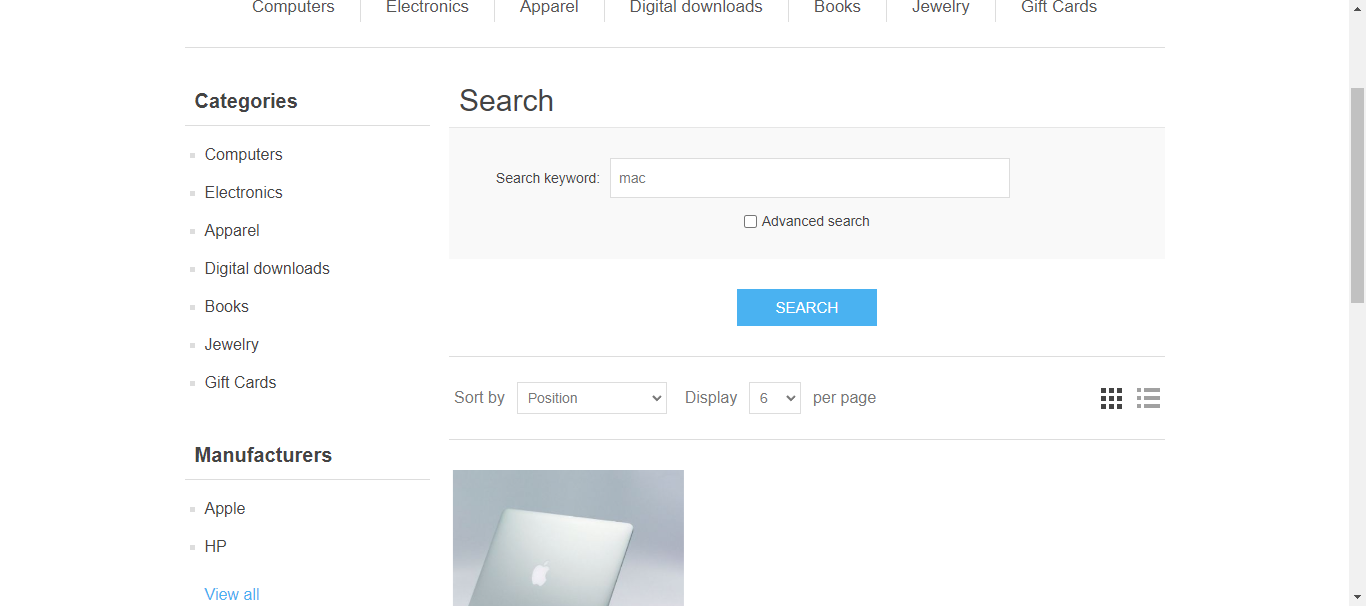 Computers Electronics Apparel Digital downloads Books Jewelry Gift Cards
Categories
Computers
Electronics
Apparel
Digital downloads
Books
Jewelry
Gift Cards
Manufacturers
Apple
HP
View all
Search
Search keyword: mac
Advanced search
SEARCH
Sort by Position Display 6 per page